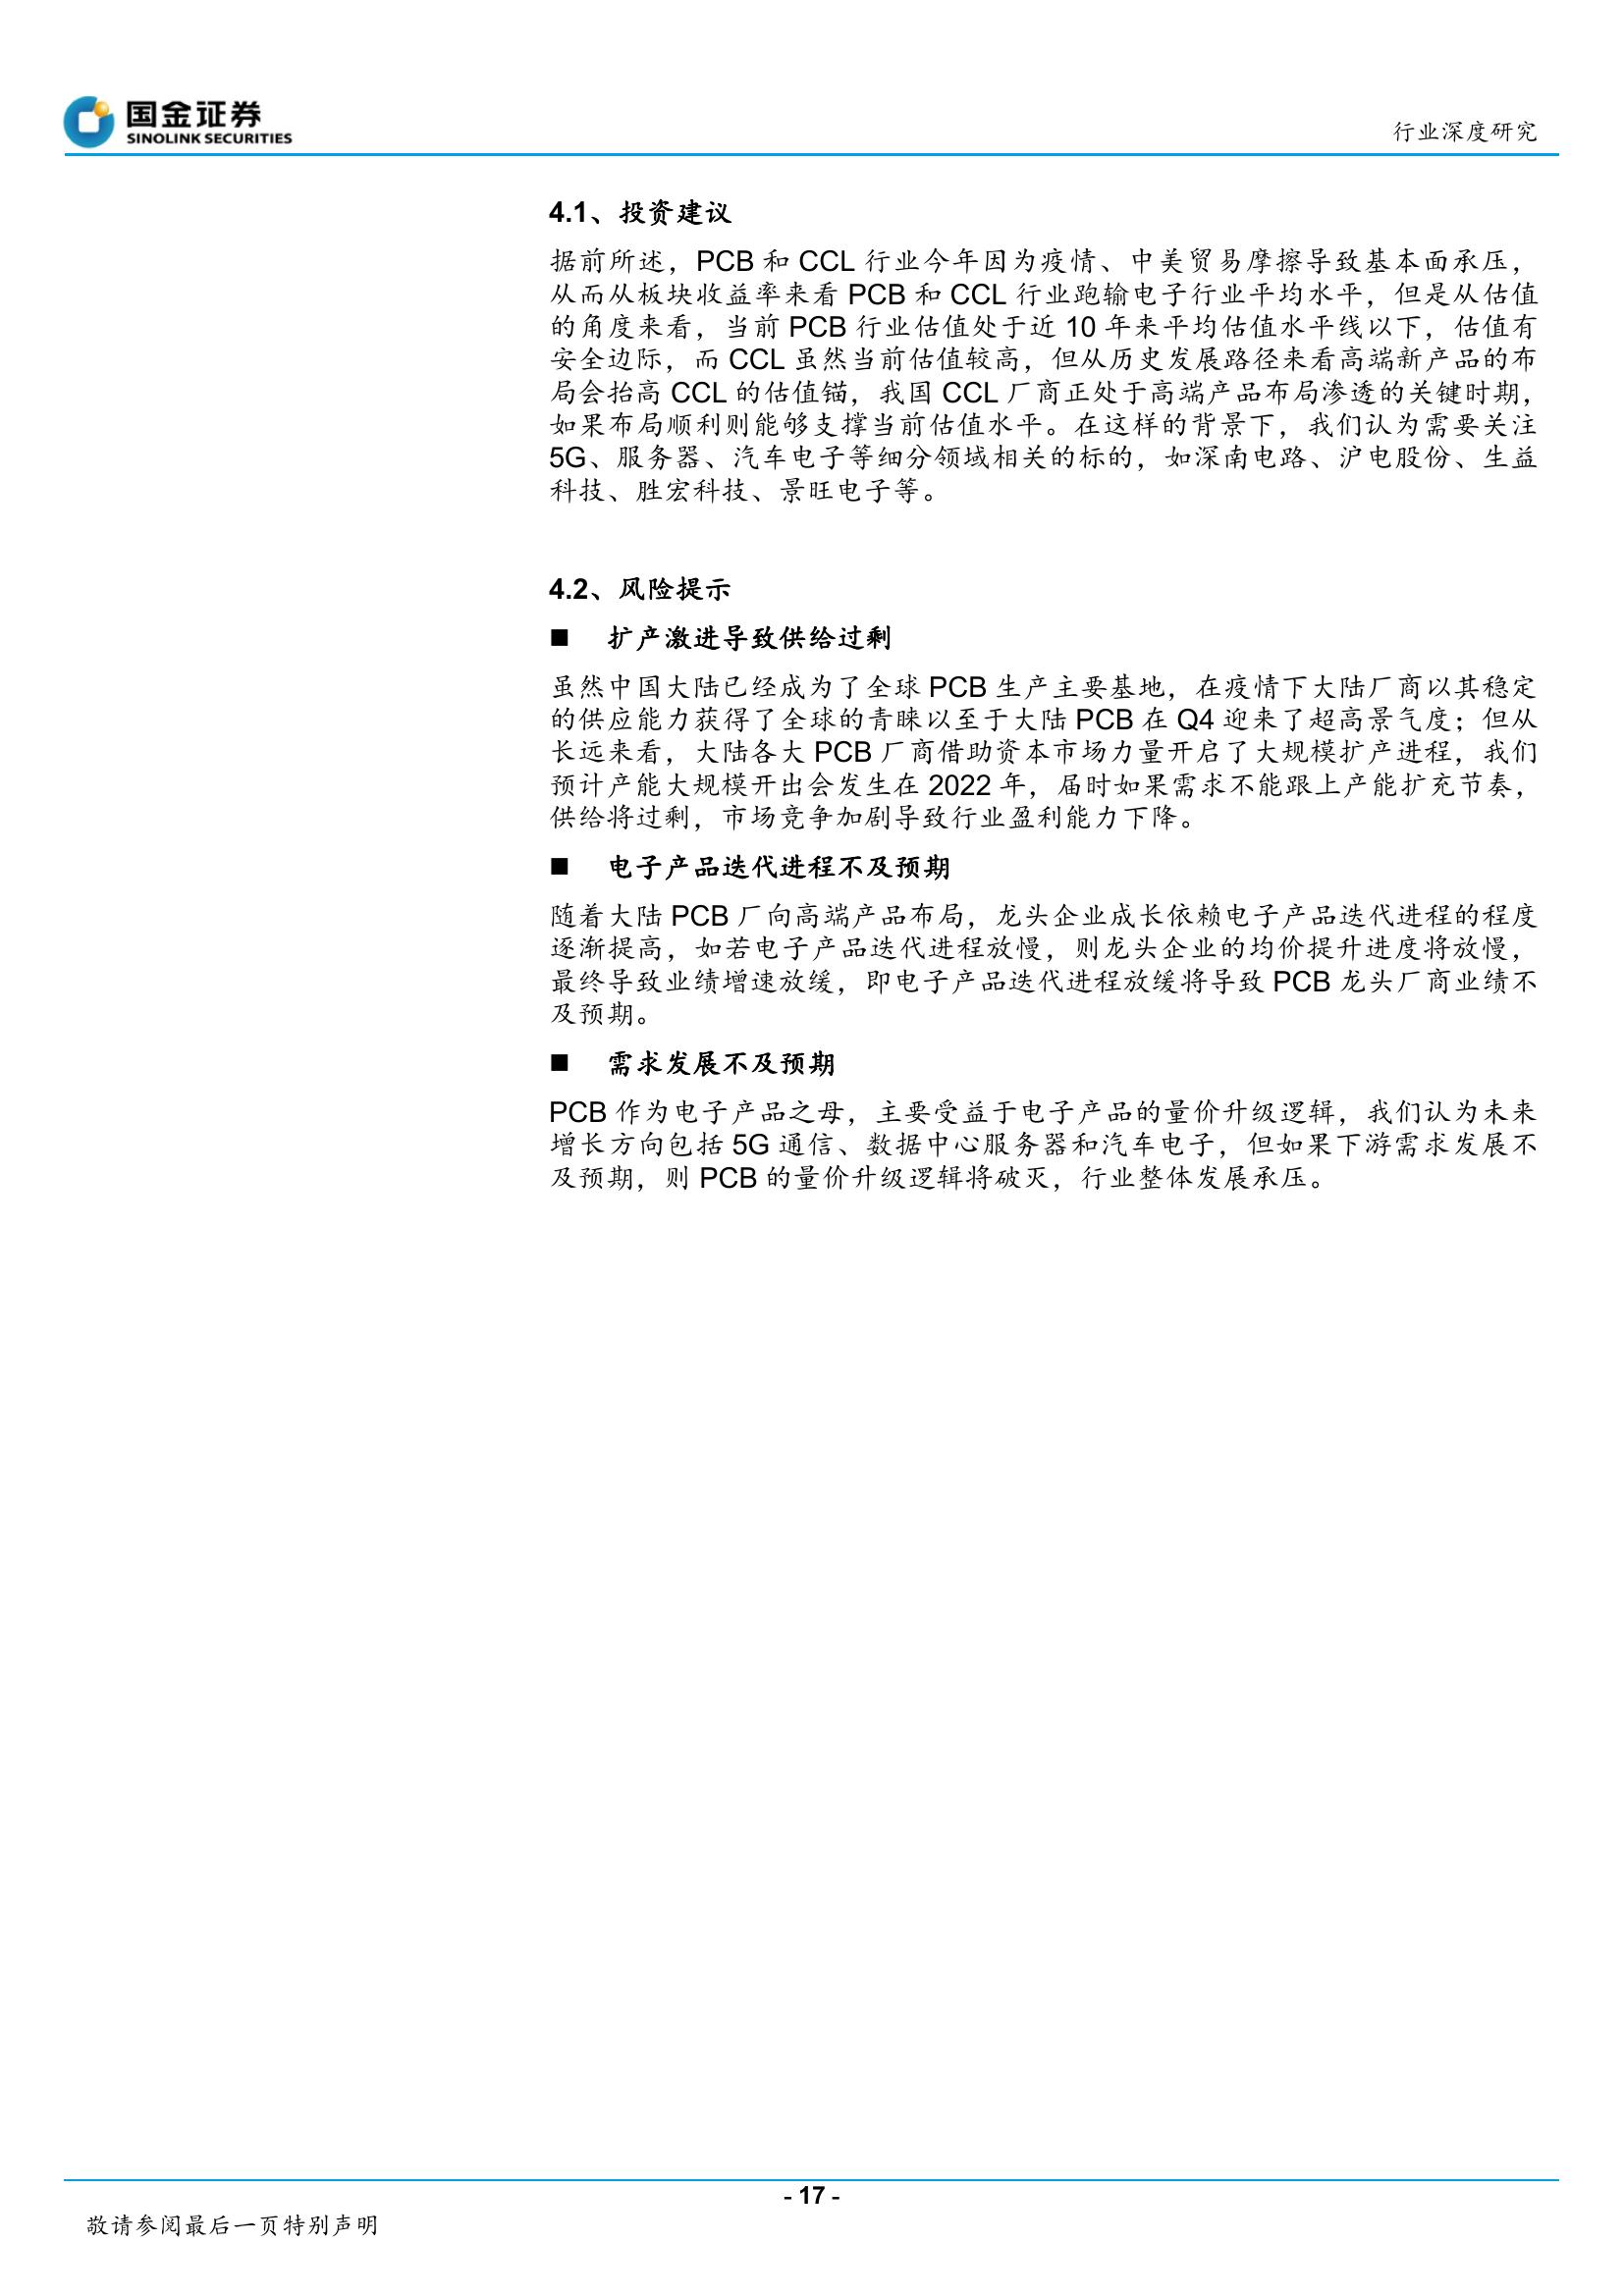 国金证券
SINOLINK SECURITIES
行业深度研究
4.1、投资建议
据前所述，PCB 和 CCL 行业今年因为疫情、中美贸易摩擦导致基本面承压，
从而从板块收益率来看 PCB 和 CCL 行业跑输电子行业平均水平，但是从估值
的角度来看，当前 PCB 行业估值处于近 10 年来平均估值水平线以下，估值有
安全边际，而 CCL 虽然当前估值较高，但从历史发展路径来看高端新产品的布
局会抬高 CCL 的估值锚，我国 CCL 厂商正处于高端产品布局渗透的关键时期，
如果布局顺利则能够支撑当前估值水平。在这样的背景下，我们认为需要关注
5G、服务器、汽车电子等细分领域相关的标的，如深南电路、沪电股份、生益
科技、胜宏科技、景旺电子等。
4.2、风险提示
■ 扩产激进导致供给过剩
虽然中国大陆已经成为了全球 PCB 生产主要基地，在疫情下大陆厂商以其稳定
的供应能力获得了全球的青睐以至于大陆 PCB 在 Q4 迎来了超高景气度；但从
长远来看，大陆各大 PCB 厂商借助资本市场力量开启了大规模扩产进程，我们
预计产能大规模开出会发生在 2022 年，届时如果需求不能跟上产能扩充节奏，
供给将过剩，市场竞争加剧导致行业盈利能力下降。
■ 电子产品迭代进程不及预期
随着大陆 PCB 厂向高端产品布局，龙头企业成长依赖电子产品迭代进程的程度
逐渐提高，如若电子产品迭代进程放慢，则龙头企业的均价提升进度将放慢，
最终导致业绩增速放缓，即电子产品迭代进程放缓将导致 PCB 龙头厂商业绩不
及预期。
■ 需求发展不及预期
PCB 作为电子产品之母，主要受益于电子产品的量价升级逻辑，我们认为未来
增长方向包括 5G 通信、数据中心服务器和汽车电子，但如果下游需求发展不
及预期，则 PCB 的量价升级逻辑将破灭，行业整体发展承压。
- 17 -
敬请参阅最后一页特别声明